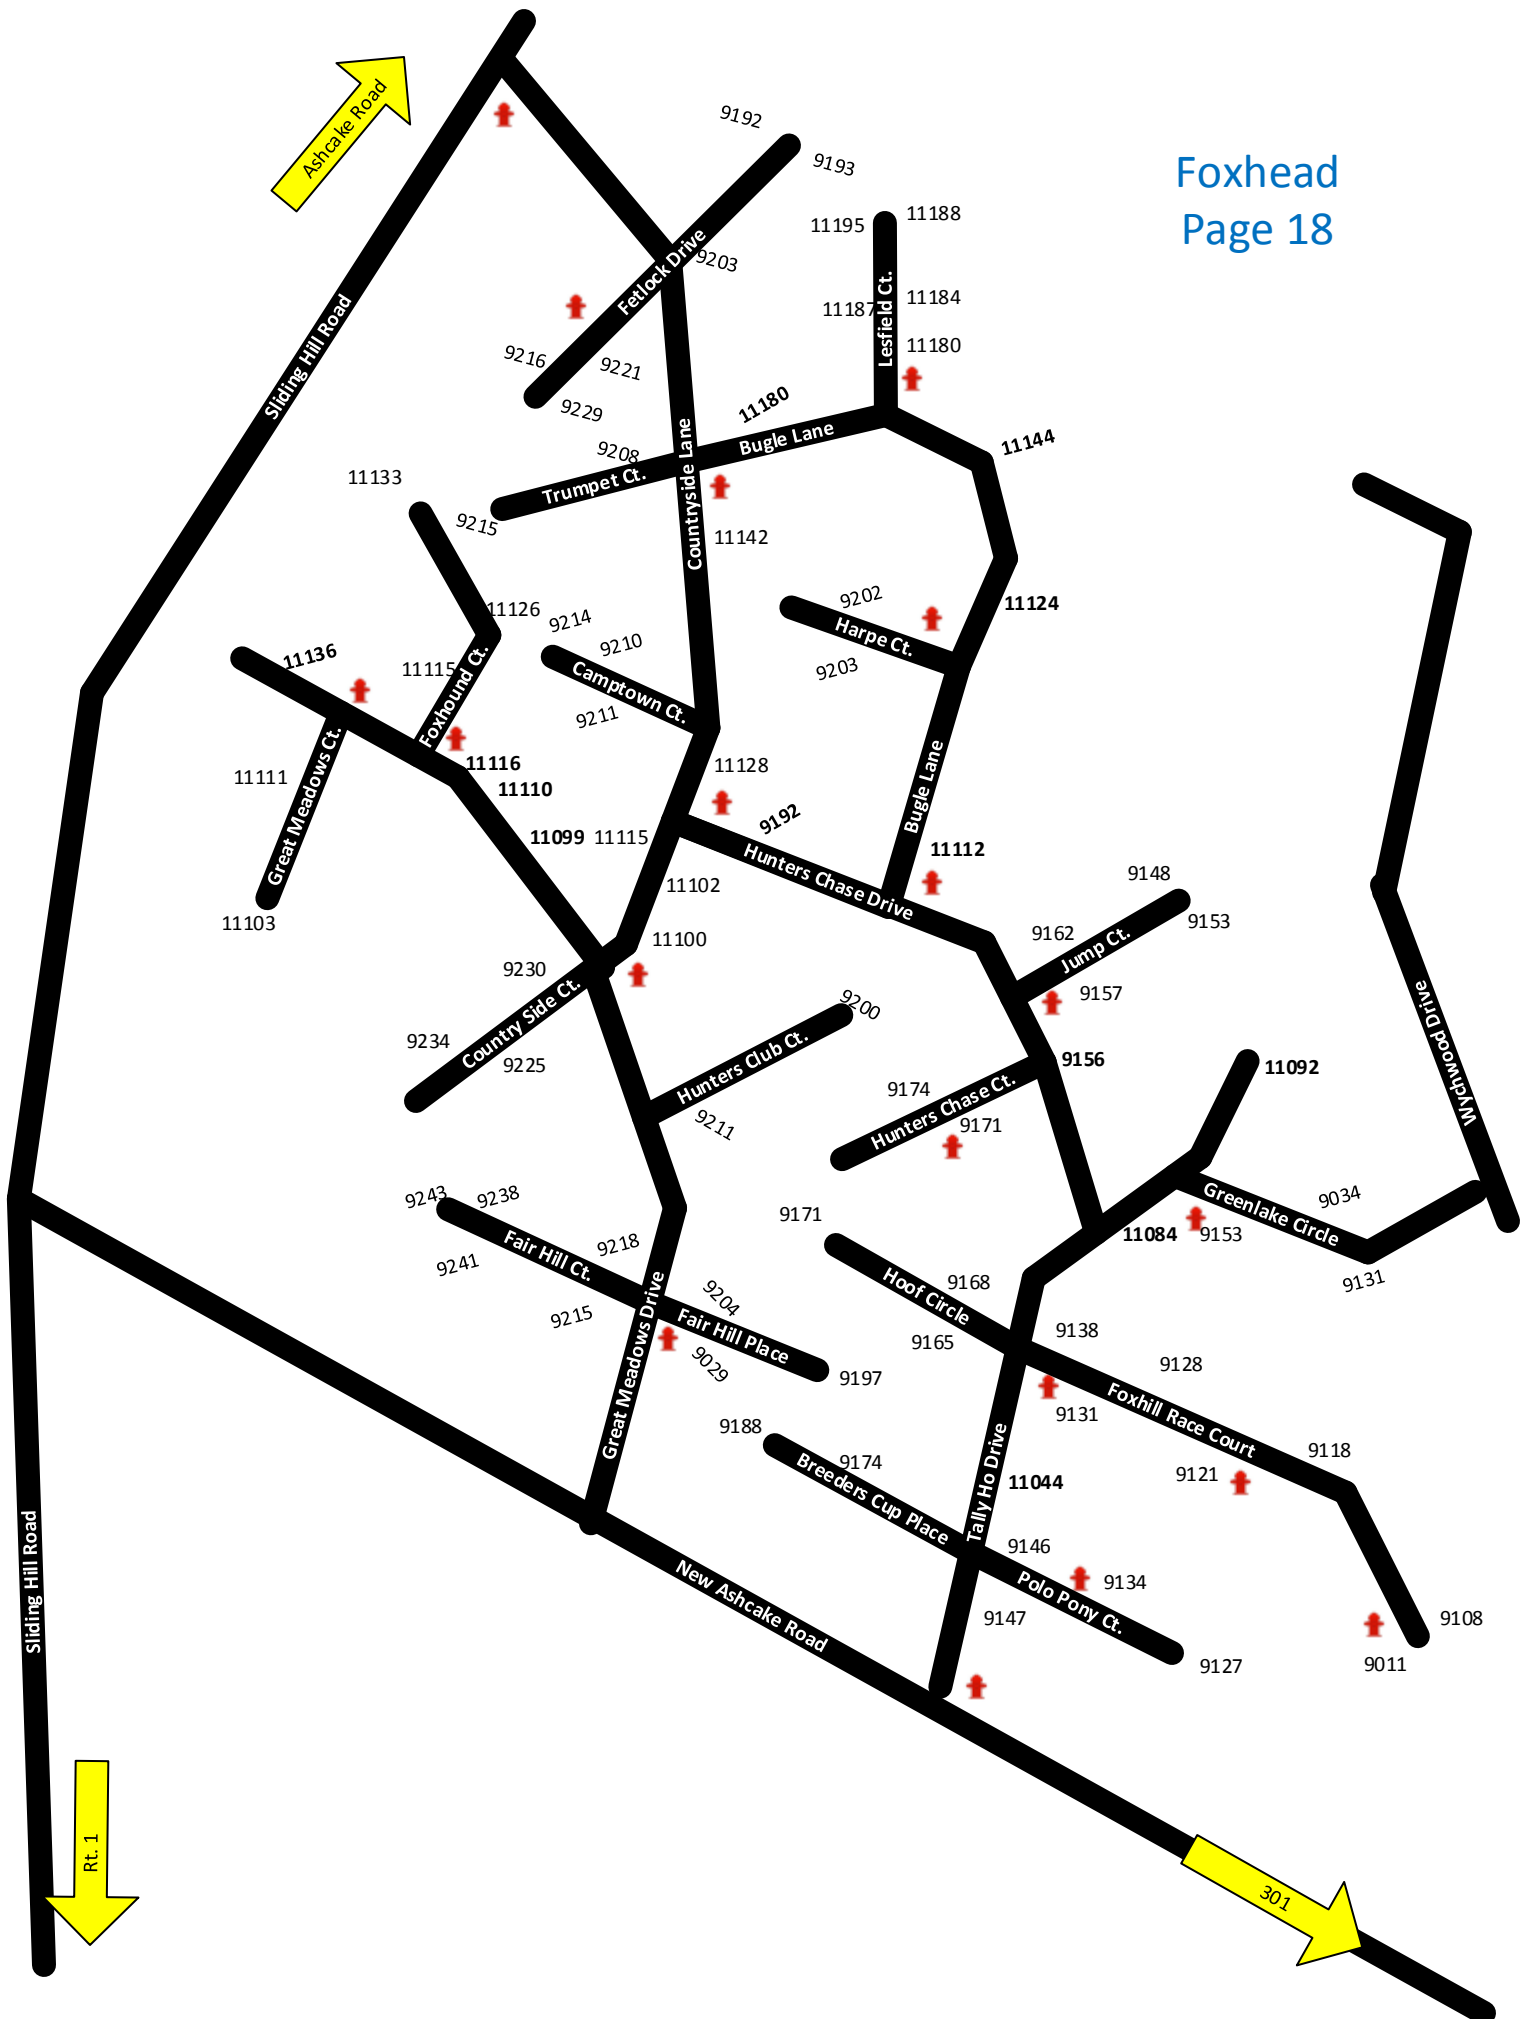 Ashcake Road
9192
9193
Foxhead
Page 18
11195
11188
9203
Fetlock Drive
11187
11184
Lesfield Ct.
11180
Sliding Hill Road
9216
9221
9229
11180
Bugle Lane
11144
9208
Trumpet Ct.
Countryside Lane
11133
9215
11142
11126
9214
9210
9202
Harpe Ct.
9203
11124
11136
11115
Foxhound Ct.
Camptown Ct.
9211
11116
11110
11111
Great Meadows Ct.
11128
Bugle Lane
9192
11099
11115
Hunters Chase Drive
11112
11102
11103
9148
9153
9162
Jump Ct.
9157
11100
9230
Country Side Ct.
9234
9225
9200
Hunters Club Ct.
9211
9156
9174
Hunters Chase Ct.
9171
11092
Wychwood Drive
9243
9238
9241
Fair Hill Ct.
9218
9215
9171
11084
9153
Greenlake Circle
9034
9131
9204
Fair Hill Place
9029
9197
Great Meadows Drive
Hoof Circle
9168
9165
9138
9128
Foxhill Race Court
9131
9118
9121
9188
9174
Breeders Cup Place
Tally Ho Drive
11044
9146
9134
Polo Pony Ct.
9147
9127
9108
9011
Sliding Hill Road
New Ashcake Road
Rt. 1
301